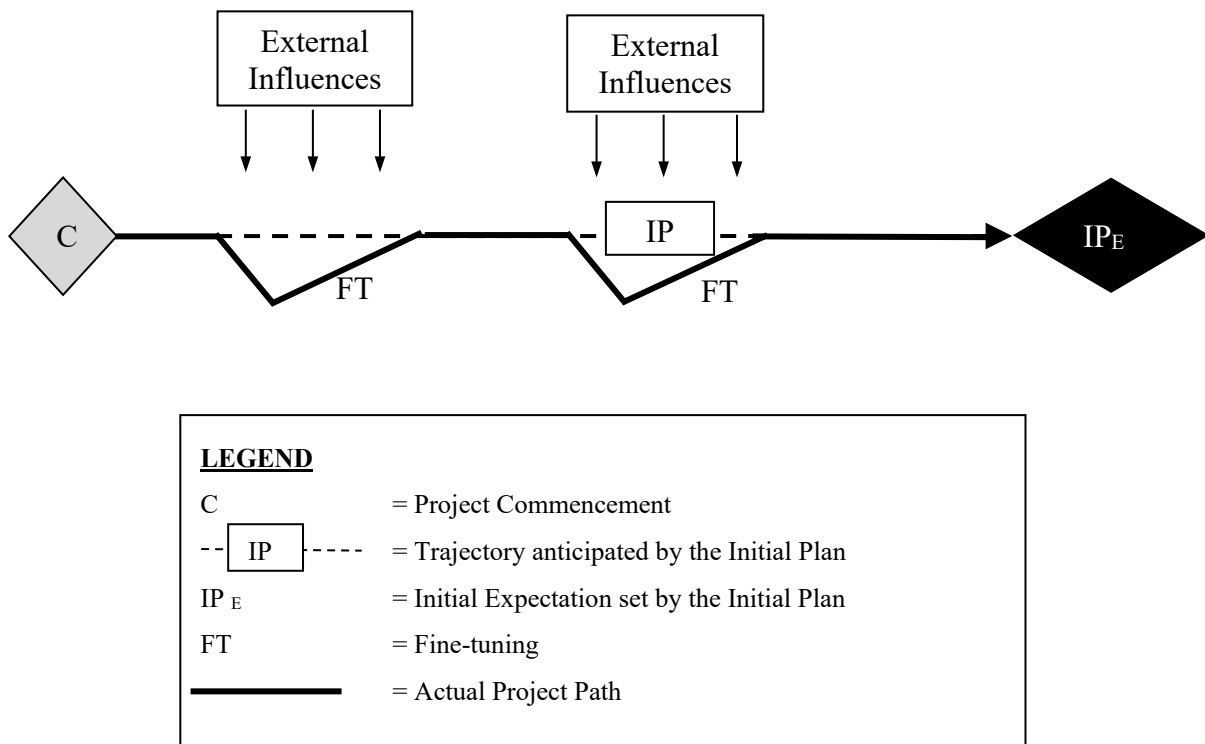 External
Influences
External
Influences
C
IP
IP E
FT
FT
LEGEND
C = Project Commencement
IP = Trajectory anticipated by the Initial Plan
IP E = Initial Expectation set by the Initial Plan
FT = Fine-tuning
= Actual Project Path